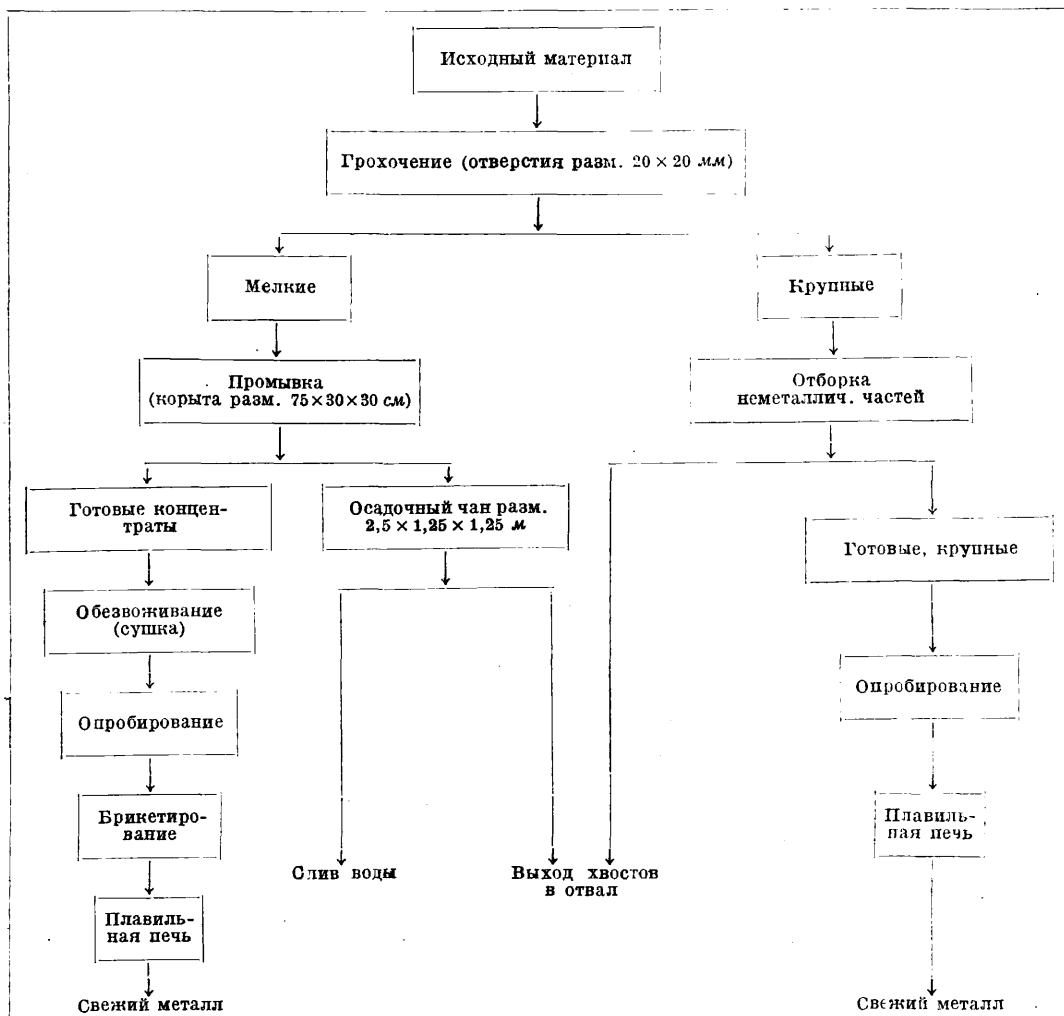 Исходный материал
Грохочение (отверстия разм. 20 × 20 мм)
Мелкие
Крупные
Промывка
(корыта разм. 75×30×30 см)
Отборка
неметаллич. частей
Готовые концен-
траты
Осадочный чан разм.
2,5 × 1,25 × 1,25 м
Готовые, крупные
Обезвоживание
(сушка)
Опробирование
Опробирование
Брикетиро-
вание
Плавиль-
ная печь
Слив воды
Выход хвостов
в отвал
Плавиль-
ная печь
Свежий металл
Свежий металл